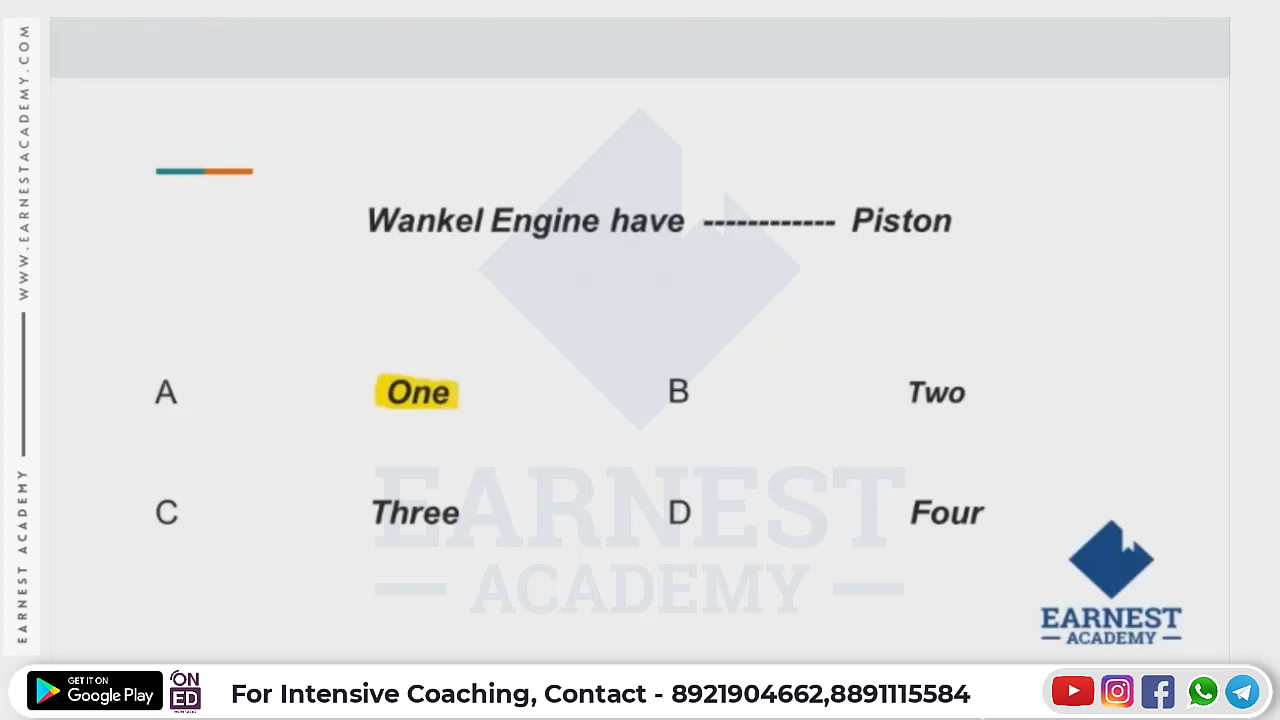 WWW.EARNESTACADEMY.COM
EARNEST ACADEMY
Wankel Engine have ------------ Piston
A One B Two
C Three D Four
EARNEST
ACADEMY
EARNEST
ACADEMY
GET IT ON
Google Play
ON
ED
For Intensive Coaching, Contact - 8921904662,8891115584